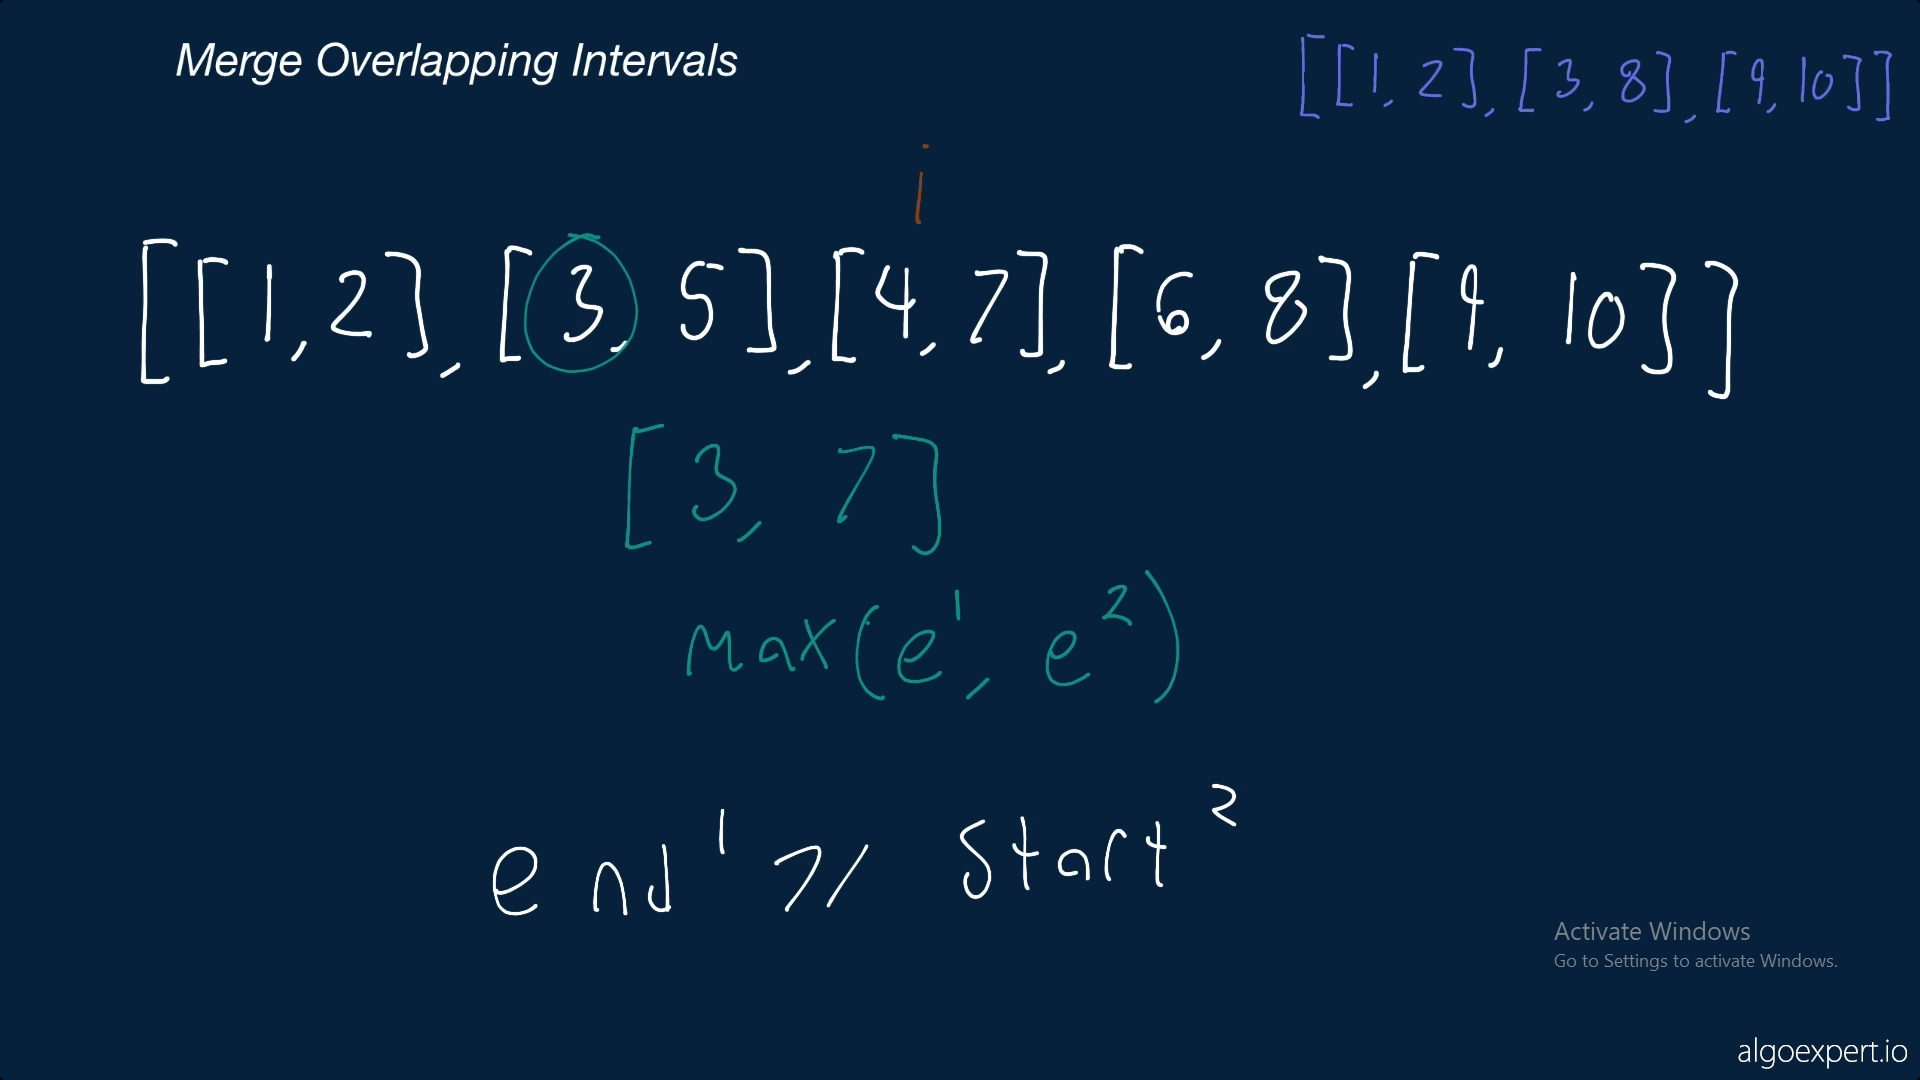 Merge Overlapping Intervals
[[1, 2], [3, 8], [9, 10]]
i
[[1, 2], [3, 5], [4, 7], [6, 8], [9, 10]]
[3, 7]
max(e¹, e²)
end¹ ⩾ start²
Activate Windows
Go to Settings to activate Windows.
algoexpert.io